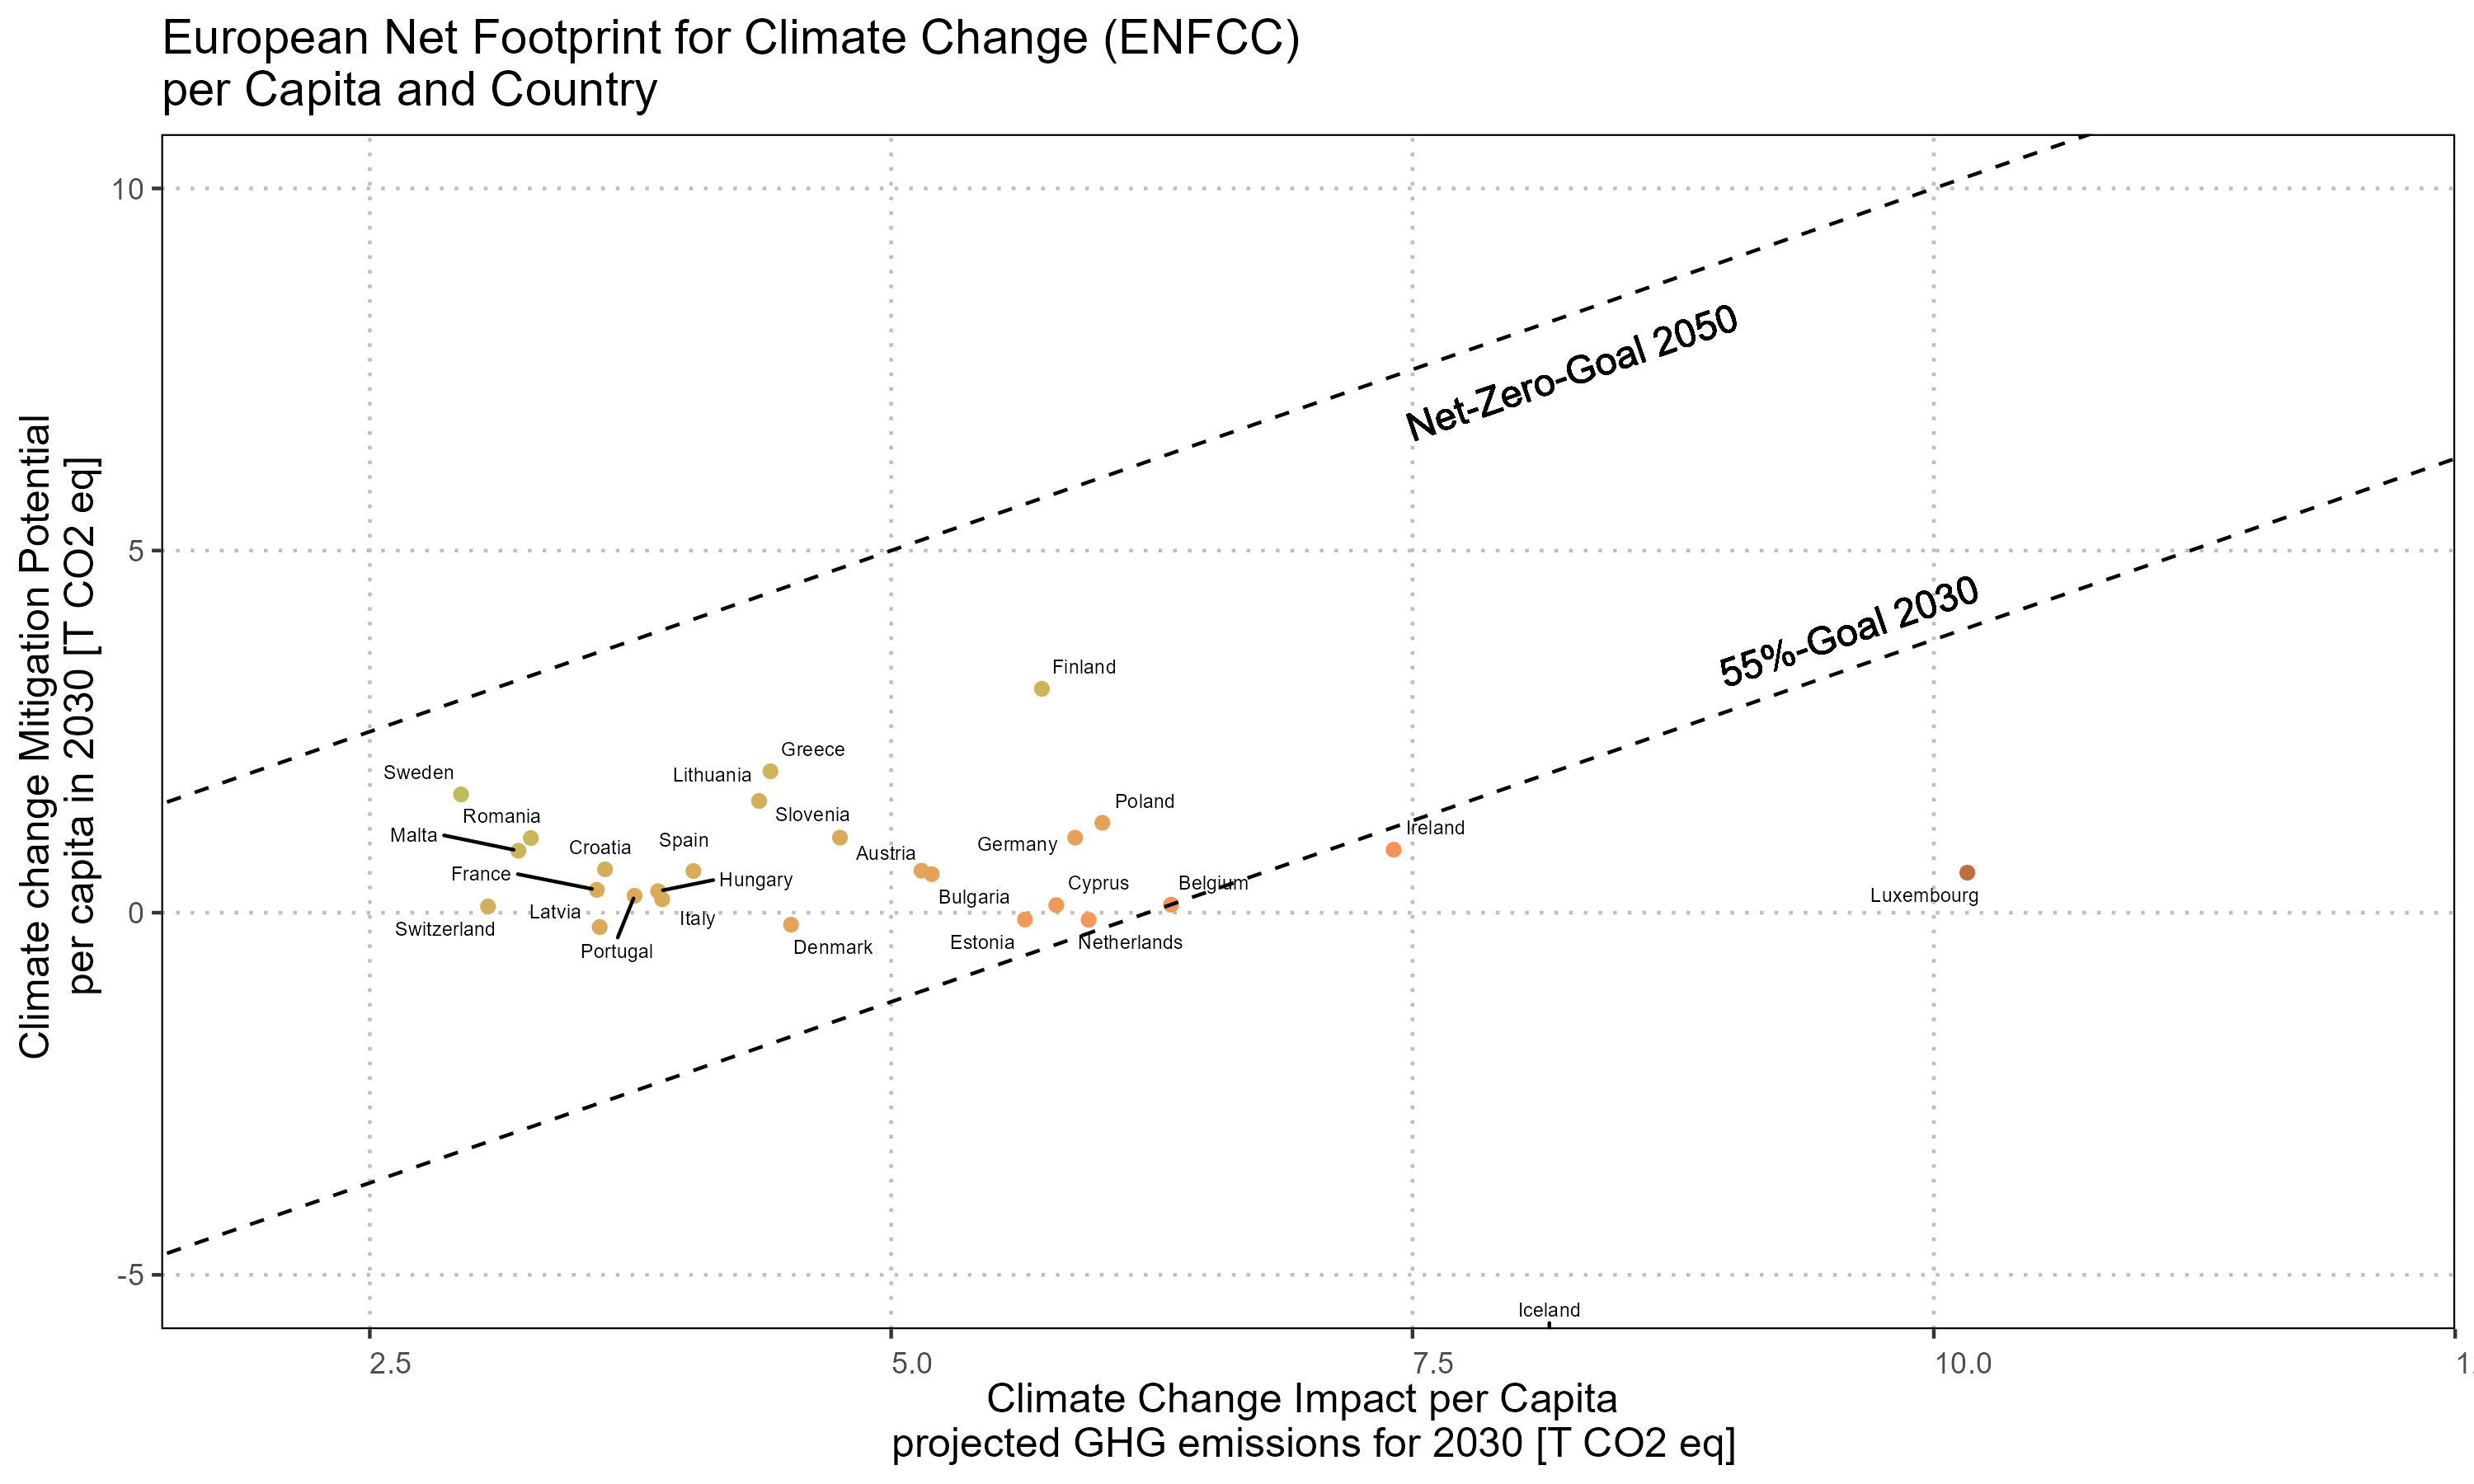 European Net Footprint for Climate Change (ENFCC)
per Capita and Country
Climate change Mitigation Potential
per capita in 2030 [T CO2 eq]
10
5
0
-5
Net-Zero-Goal 2050
55%-Goal 2030
Finland
Greece
Sweden
Lithuania
Poland
Romania
Slovenia
Ireland
Malta
Spain
Germany
Croatia
Austria
France
Hungary
Cyprus
Belgium
Bulgaria
Luxembourg
Latvia
Italy
Switzerland
Estonia
Netherlands
Portugal
Denmark
Iceland
2.5
5.0
7.5
10.0
1.
Climate Change Impact per Capita
projected GHG emissions for 2030 [T CO2 eq]